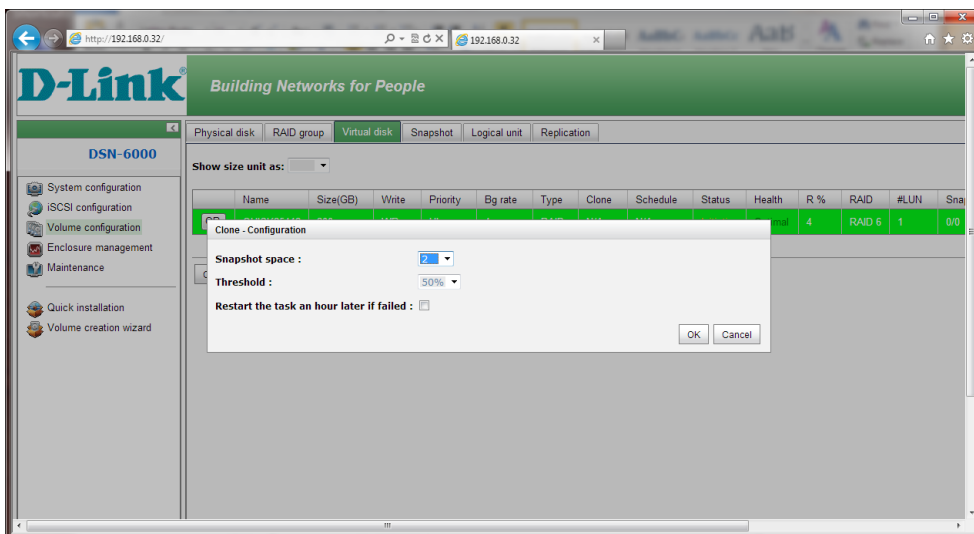 http://192.168.0.32/
192.168.0.32
D-Link®
Building Networks for People
DSN-6000
System configuration
iSCSI configuration
Volume configuration
Enclosure management
Maintenance
Quick installation
Volume creation wizard
Physical disk RAID group Virtual disk Snapshot Logical unit Replication
Show size unit as:
Name Size(GB) Write Priority Bg rate Type Clone Schedule Status Health R % RAID #LUN
4 RAID 6 1 0/0
Clone - Configuration
Snapshot space : 2
Threshold : 50%
Restart the task an hour later if failed :
OK Cancel